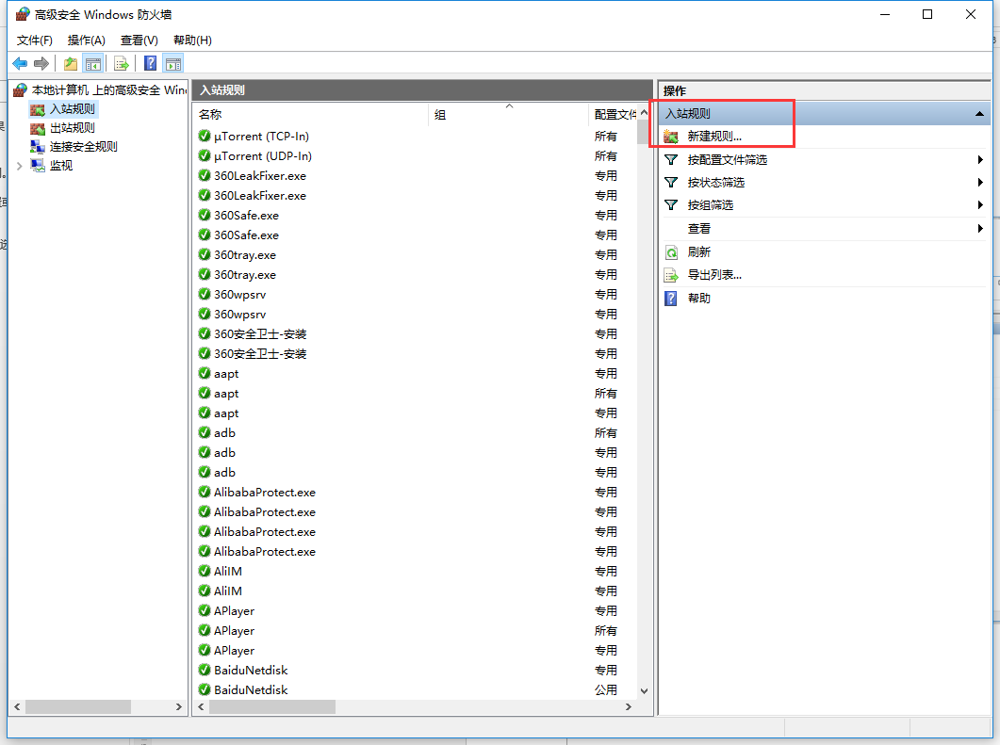 高级安全 Windows 防火墙
文件(F) 操作(A) 查看(V) 帮助(H)
本地计算机 上的高级安全 Win
入站规则
出站规则
连接安全规则
监视
入站规则
名称 组 配置文件
μTorrent (TCP-In) 所有
μTorrent (UDP-In) 所有
360LeakFixer.exe 专用
360LeakFixer.exe 专用
360Safe.exe 专用
360Safe.exe 专用
360tray.exe 专用
360tray.exe 专用
360wpsrv 专用
360wpsrv 专用
360安全卫士-安装 专用
360安全卫士-安装 专用
aapt 专用
aapt 所有
aapt 专用
adb 所有
adb 专用
adb 专用
AlibabaProtect.exe 专用
AlibabaProtect.exe 专用
AlibabaProtect.exe 专用
AlibabaProtect.exe 专用
AliIM 专用
AliIM 专用
APlayer 专用
APlayer 所有
APlayer 专用
BaiduNetdisk 专用
BaiduNetdisk 公用
操作
入站规则
新建规则...
按配置文件筛选
按状态筛选
按组筛选
查看
刷新
导出列表...
帮助